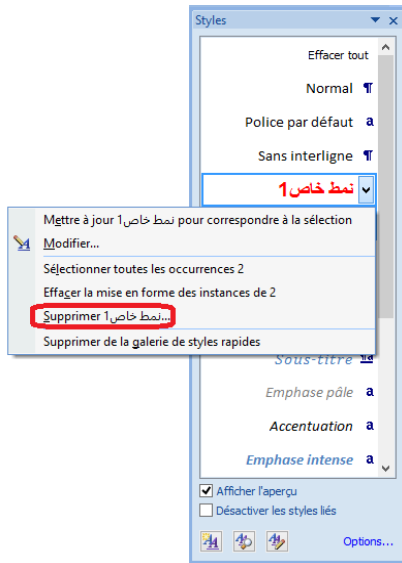 Styles
Effacer tout
Normal ¶
Police par défaut a
Sans interligne ¶
نمط خاص1
Mettre à jour نمط خاص1 pour correspondre à la sélection
Modifier...
Sélectionner toutes les occurrences 2
Effacer la mise en forme des instances de 2
Supprimer نمط خاص1...
Supprimer de la galerie de styles rapides
Sous-titre ¶a
Emphase pâle a
Accentuation a
Emphase intense a
Afficher l'aperçu
Désactiver les styles liés
Options...